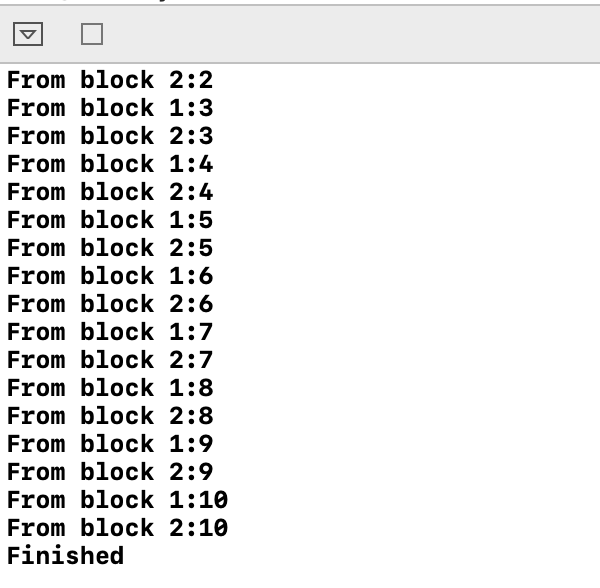 From block 2:2
From block 1:3
From block 2:3
From block 1:4
From block 2:4
From block 1:5
From block 2:5
From block 1:6
From block 2:6
From block 1:7
From block 2:7
From block 1:8
From block 2:8
From block 1:9
From block 2:9
From block 1:10
From block 2:10
Finished